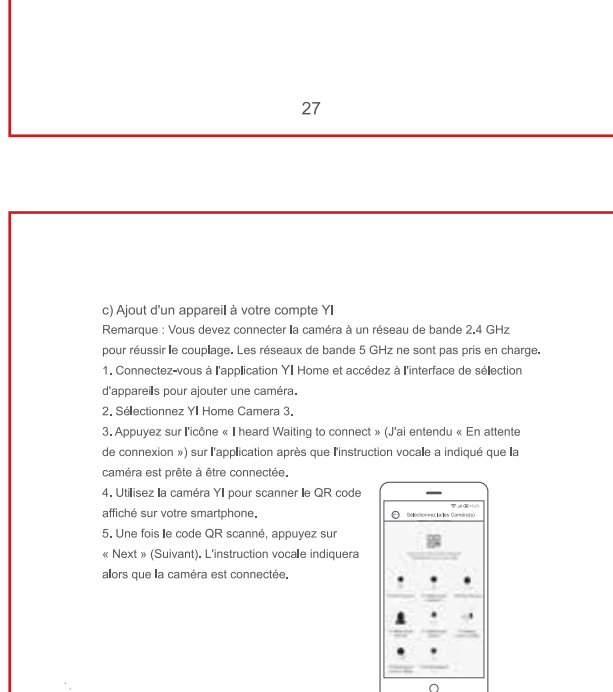 27
c) Ajout d'un appareil à votre compte YI
Remarque : Vous devez connecter la caméra à un réseau de bande 2.4 GHz
pour réussir le couplage. Les réseaux de bande 5 GHz ne sont pas pris en charge.
1. Connectez-vous à l'application YI Home et accédez à l'interface de sélection
d'appareils pour ajouter une caméra.
2. Sélectionnez YI Home Camera 3.
3. Appuyez sur l'icône « I heard Waiting to connect » (J'ai entendu « En attente
de connexion ») sur l'application après que l'instruction vocale a indiqué que la
caméra est prête à être connectée.
4. Utilisez la caméra YI pour scanner le QR code
affiché sur votre smartphone.
5. Une fois le code QR scanné, appuyez sur
« Next » (Suivant). L'instruction vocale indiquera
alors que la caméra est connectée.